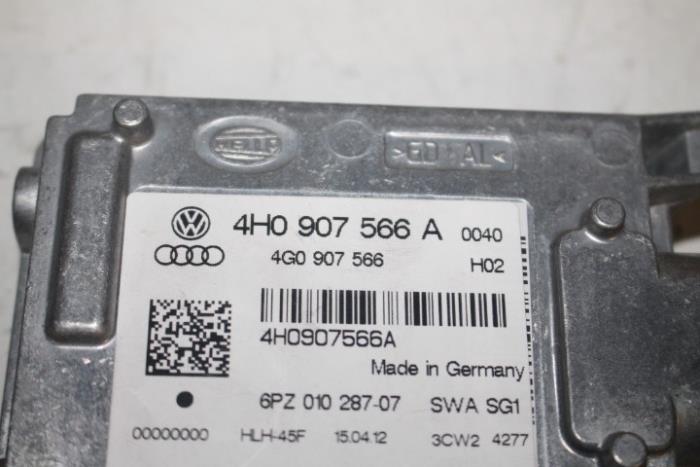 HELLA
>GD-AL<
4H0 907 566 A 0040
4G0 907 566 H02
4H0907566A
Made in Germany
6PZ 010 287-07 SWA SG1
00000000 HLH-45F 15.04.12 3CW2 4277